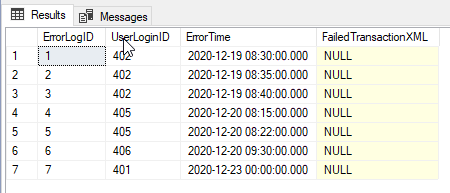 Results Messages
ErrorLogID UserLoginID ErrorTime FailedTransactionXML
1 1 402 2020-12-19 08:30:00.000 NULL
2 2 402 2020-12-19 08:35:00.000 NULL
3 3 402 2020-12-19 08:40:00.000 NULL
4 4 405 2020-12-20 08:15:00.000 NULL
5 5 405 2020-12-20 08:22:00.000 NULL
6 6 406 2020-12-20 09:30:00.000 NULL
7 7 401 2020-12-23 00:00:00.000 NULL